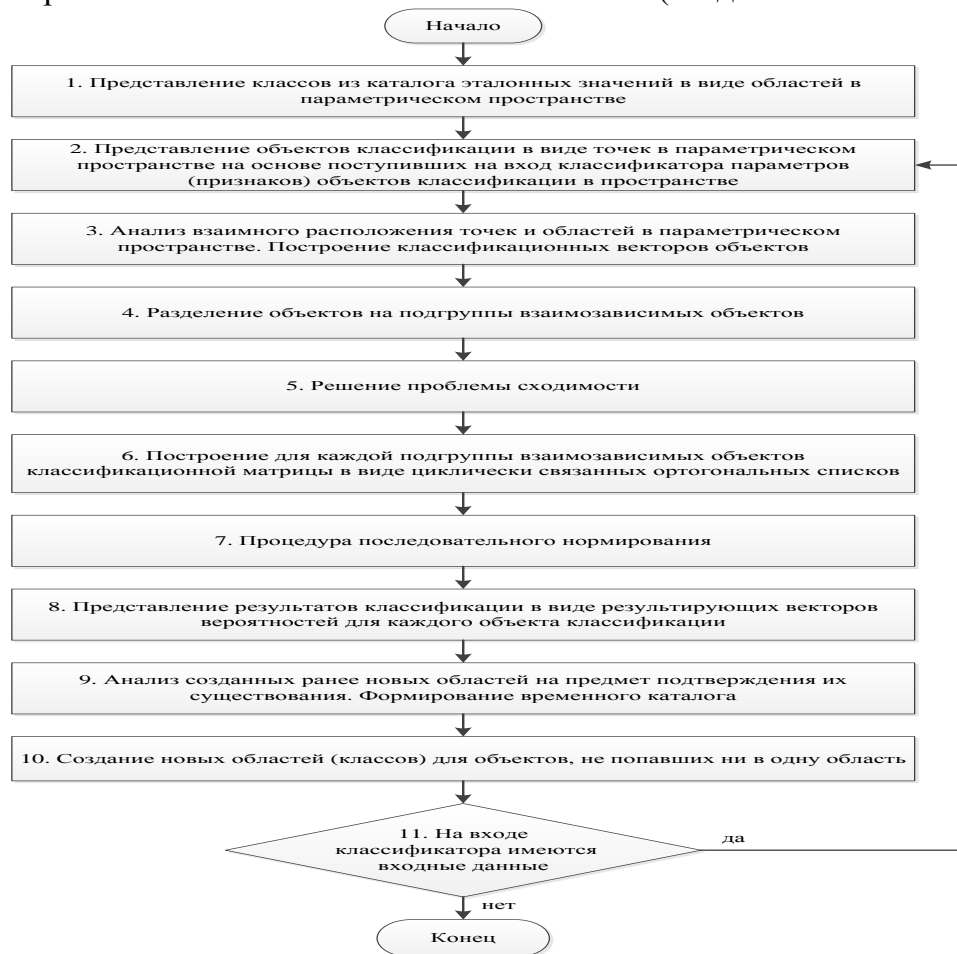 Начало
1. Представление классов из каталога эталонных значений в виде областей в
параметрическом пространстве
2. Представление объектов классификации в виде точек в параметрическом
пространстве на основе поступивших на вход классификатора параметров
(признаков) объектов классификации в пространстве
3. Анализ взаимного расположения точек и областей в параметрическом
пространстве. Построение классификационных векторов объектов
4. Разделение объектов на подгруппы взаимозависимых объектов
5. Решение проблемы сходимости
6. Построение для каждой подгруппы взаимозависимых объектов
классификационной матрицы в виде циклически связанных ортогональных списков
7. Процедура последовательного нормирования
8. Представление результатов классификации в виде результирующих векторов
вероятностей для каждого объекта классификации
9. Анализ созданных ранее новых областей на предмет подтверждения их
существования. Формирование временного каталога
10. Создание новых областей (классов) для объектов, не попавших ни в одну область
11. На входе
классификатора имеются
входные данные
да
нет
Конец